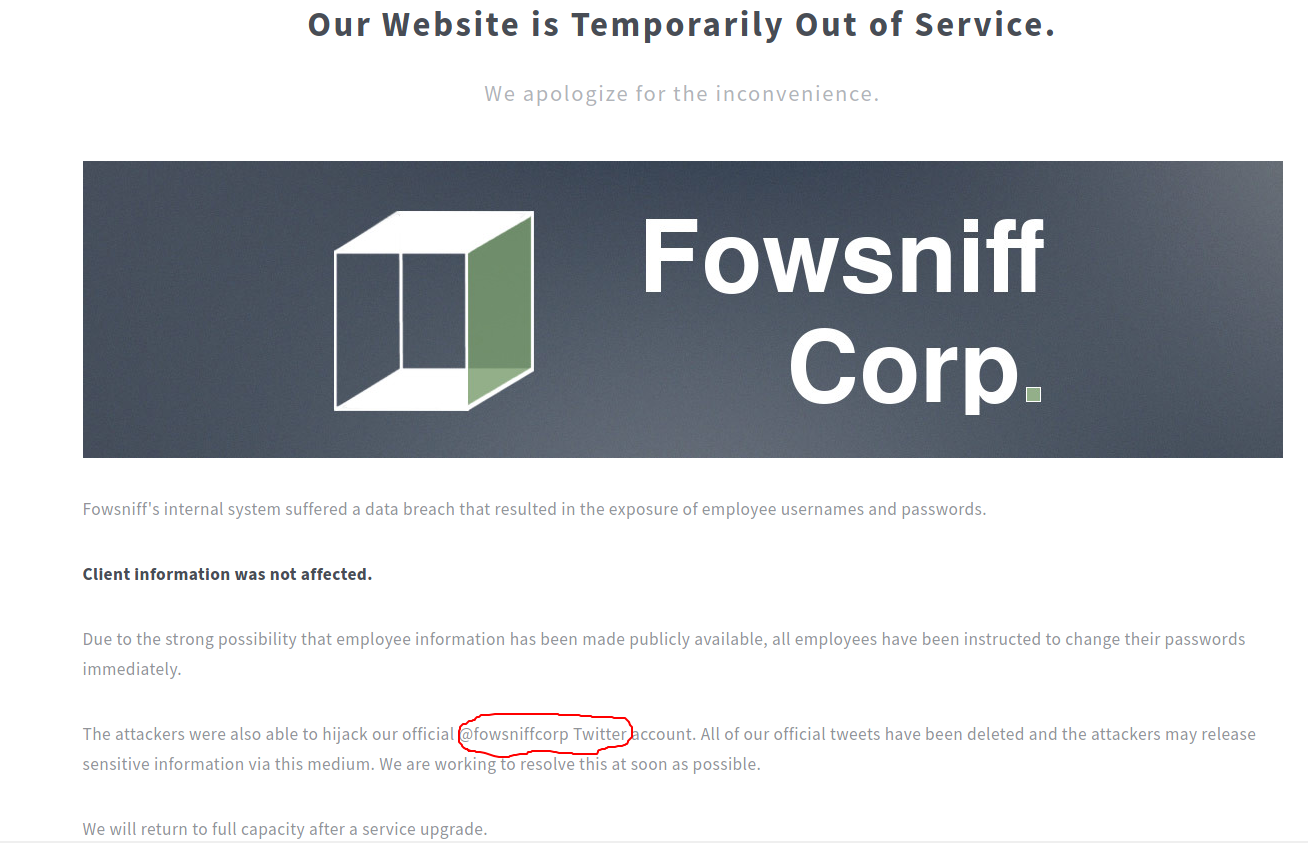 Our Website is Temporarily Out of Service.
We apologize for the inconvenience.
Fowsniff
Corp.
Fowsniff's internal system suffered a data breach that resulted in the exposure of employee usernames and passwords.
Client information was not affected.
Due to the strong possibility that employee information has been made publicly available, all employees have been instructed to change their passwords
immediately.
The attackers were also able to hijack our official @fowsniffcorp Twitter account. All of our official tweets have been deleted and the attackers may release
sensitive information via this medium. We are working to resolve this at soon as possible.
We will return to full capacity after a service upgrade.